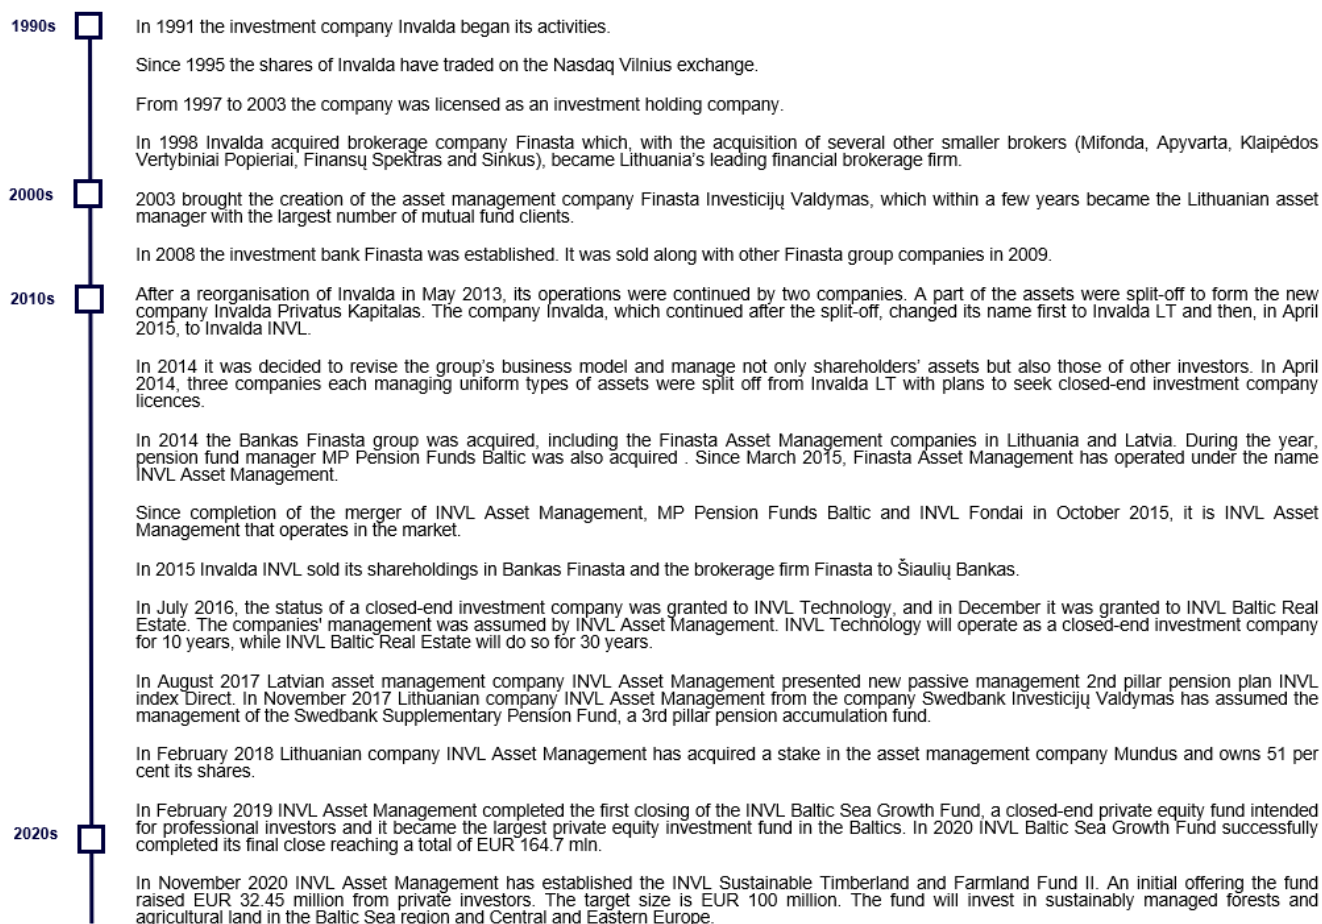 1990s
In 1991 the investment company Invalda began its activities.
Since 1995 the shares of Invalda have traded on the Nasdaq Vilnius exchange.
From 1997 to 2003 the company was licensed as an investment holding company.
In 1998 Invalda acquired brokerage company Finasta which, with the acquisition of several other smaller brokers (Mifonda, Apyvarta, Klaipėdos
Vertybiniai Popieriai, Finansų Spektras and Sinkus), became Lithuania's leading financial brokerage firm.
2000s
2003 brought the creation of the asset management company Finasta Investicijų Valdymas, which within a few years became the Lithuanian asset
manager with the largest number of mutual fund clients.
In 2008 the investment bank Finasta was established. It was sold along with other Finasta group companies in 2009.
2010s
After a reorganisation of Invalda in May 2013, its operations were continued by two companies. A part of the assets were split-off to form the new
company Invalda Privatus Kapitalas. The company Invalda, which continued after the split-off, changed its name first to Invalda LT and then, in April
2015, to Invalda INVL.
In 2014 it was decided to revise the group's business model and manage not only shareholders' assets but also those of other investors. In April
2014, three companies each managing uniform types of assets were split off from Invalda LT with plans to seek closed-end investment company
licences.
In 2014 the Bankas Finasta group was acquired, including the Finasta Asset Management companies in Lithuania and Latvia. During the year,
pension fund manager MP Pension Funds Baltic was also acquired . Since March 2015, Finasta Asset Management has operated under the name
INVL Asset Management.
Since completion of the merger of INVL Asset Management, MP Pension Funds Baltic and INVL Fondai in October 2015, it is INVL Asset
Management that operates in the market.
In 2015 Invalda INVL sold its shareholdings in Bankas Finasta and the brokerage firm Finasta to Šiaulių Bankas.
In July 2016, the status of a closed-end investment company was granted to INVL Technology, and in December it was granted to INVL Baltic Real
Estate. The companies' management was assumed by INVL Asset Management. INVL Technology will operate as a closed-end investment company
for 10 years, while INVL Baltic Real Estate will do so for 30 years.
In August 2017 Latvian asset management company INVL Asset Management presented new passive management 2nd pillar pension plan INVL
index Direct. In November 2017 Lithuanian company INVL Asset Management from the company Swedbank Investicijų Valdymas has assumed the
management of the Swedbank Supplementary Pension Fund, a 3rd pillar pension accumulation fund.
In February 2018 Lithuanian company INVL Asset Management has acquired a stake in the asset management company Mundus and owns 51 per
cent its shares.
In February 2019 INVL Asset Management completed the first closing of the INVL Baltic Sea Growth Fund, a closed-end private equity fund intended
for professional investors and it became the largest private equity investment fund in the Baltics. In 2020 INVL Baltic Sea Growth Fund successfully
completed its final close reaching a total of EUR 164.7 mln.
2020s
In November 2020 INVL Asset Management has established the INVL Sustainable Timberland and Farmland Fund II. An initial offering the fund
raised EUR 32.45 million from private investors. The target size is EUR 100 million. The fund will invest in sustainably managed forests and
agricultural land in the Baltic Sea region and Central and Eastern Europe.